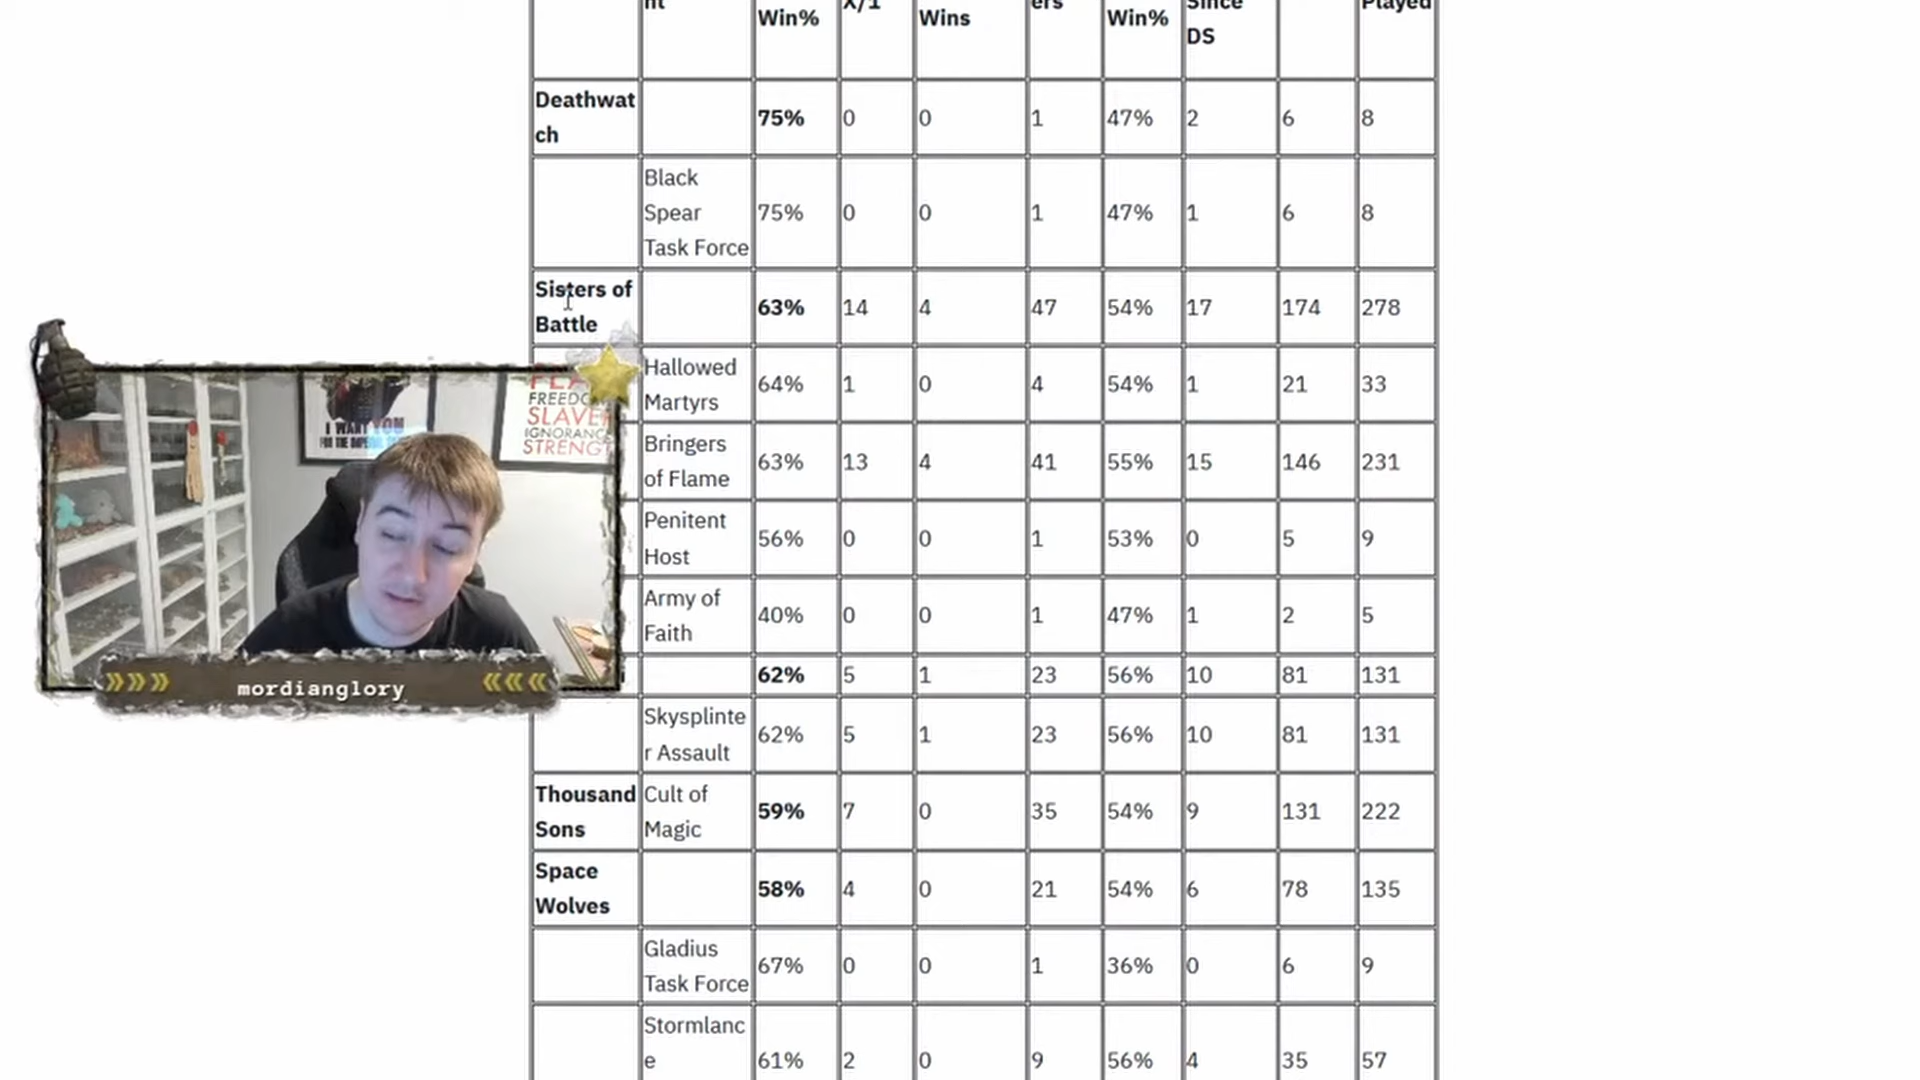 nt
Win%
X/1
Wins
ers
Win%
Since
DS
Played
Deathwat
ch
75%
0
0
1
47%
2
6
8
Black
Spear
Task Force
75%
0
0
1
47%
1
6
8
Sisters of
Battle
63%
14
4
47
54%
17
174
278
Hallowed
Martyrs
64%
1
0
4
54%
1
21
33
Bringers
of Flame
63%
13
4
41
55%
15
146
231
Penitent
Host
56%
0
0
1
53%
0
5
9
Army of
Faith
40%
0
0
1
47%
1
2
5
62%
5
1
23
56%
10
81
131
Skysplinte
r Assault
62%
5
1
23
56%
10
81
131
Thousand
Sons
Cult of
Magic
59%
7
0
35
54%
9
131
222
Space
Wolves
58%
4
0
21
54%
6
78
135
Gladius
Task Force
67%
0
0
1
36%
0
6
9
Stormlanc
e
61%
2
0
9
56%
4
35
57
I WANT YOU
FREEDO
SLAVER
IGNORANC
STRENGT
mordianglory